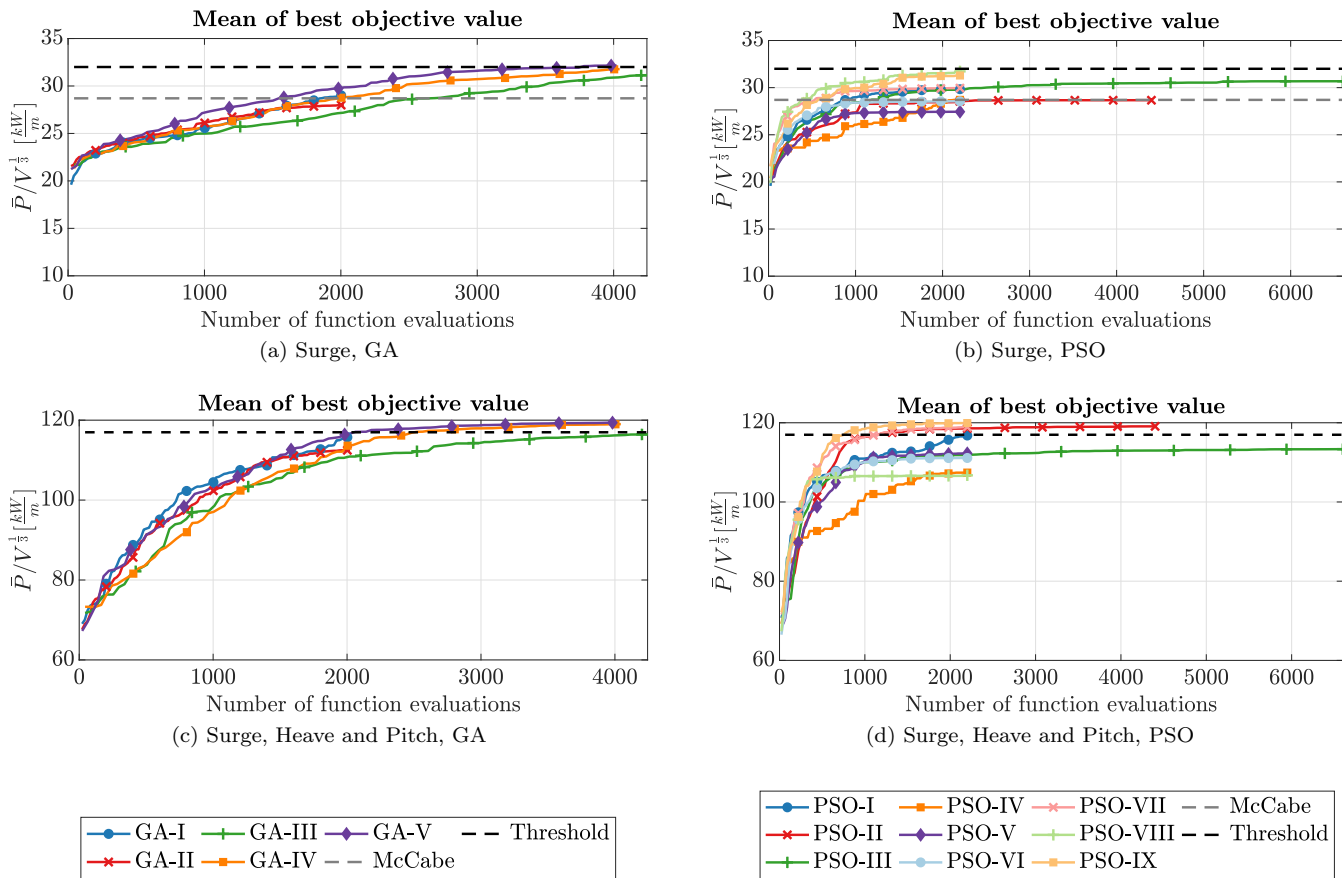 Mean of best objective value
35
30
25
20
15
10
P̄/V^{1/3} [kW/m]
0
1000
2000
3000
4000
Number of function evaluations
(a) Surge, GA
Mean of best objective value
35
30
25
20
15
10
P̄/V^{1/3} [kW/m]
0
1000
2000
3000
4000
5000
6000
Number of function evaluations
(b) Surge, PSO
Mean of best objective value
120
100
80
60
P̄/V^{1/3} [kW/m]
0
1000
2000
3000
4000
Number of function evaluations
(c) Surge, Heave and Pitch, GA
Mean of best objective value
120
100
80
60
P̄/V^{1/3} [kW/m]
0
1000
2000
3000
4000
5000
6000
Number of function evaluations
(d) Surge, Heave and Pitch, PSO
GA-I GA-III GA-V Threshold
GA-II GA-IV McCabe
PSO-I PSO-IV PSO-VII McCabe
PSO-II PSO-V PSO-VIII Threshold
PSO-III PSO-VI PSO-IX